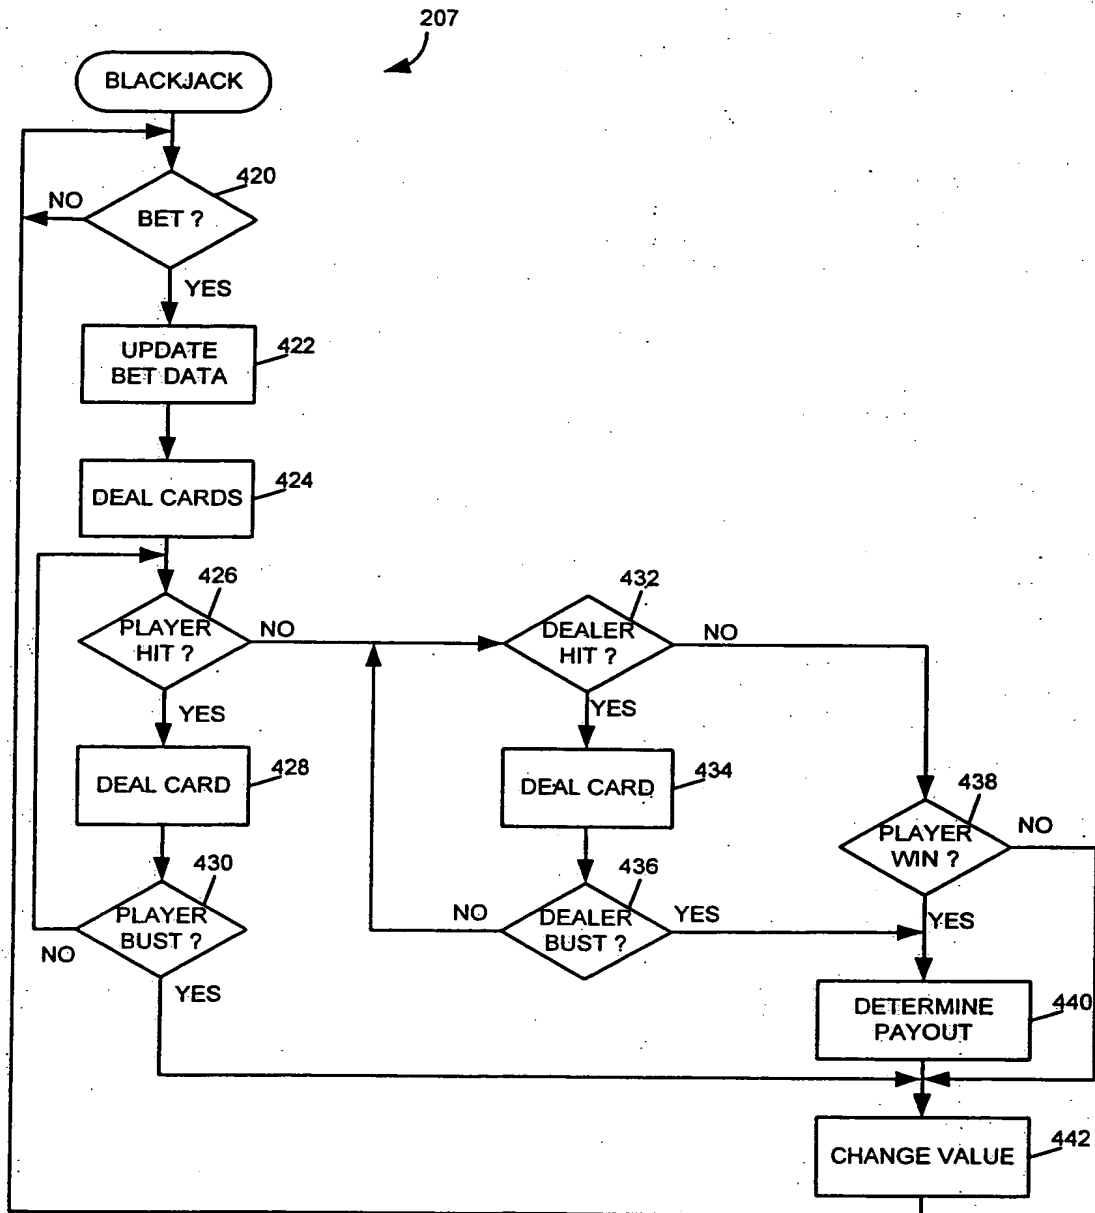 207
BLACKJACK
420
NO
BET ?
YES
UPDATE
BET DATA
422
DEAL CARDS
424
426
PLAYER
HIT ?
NO
YES
432
DEALER
HIT ?
NO
YES
DEAL CARD
428
DEAL CARD
434
438
PLAYER
WIN ?
NO
YES
430
PLAYER
BUST ?
NO
YES
436
DEALER
BUST ?
NO
YES
DETERMINE
PAYOUT
440
CHANGE VALUE
442